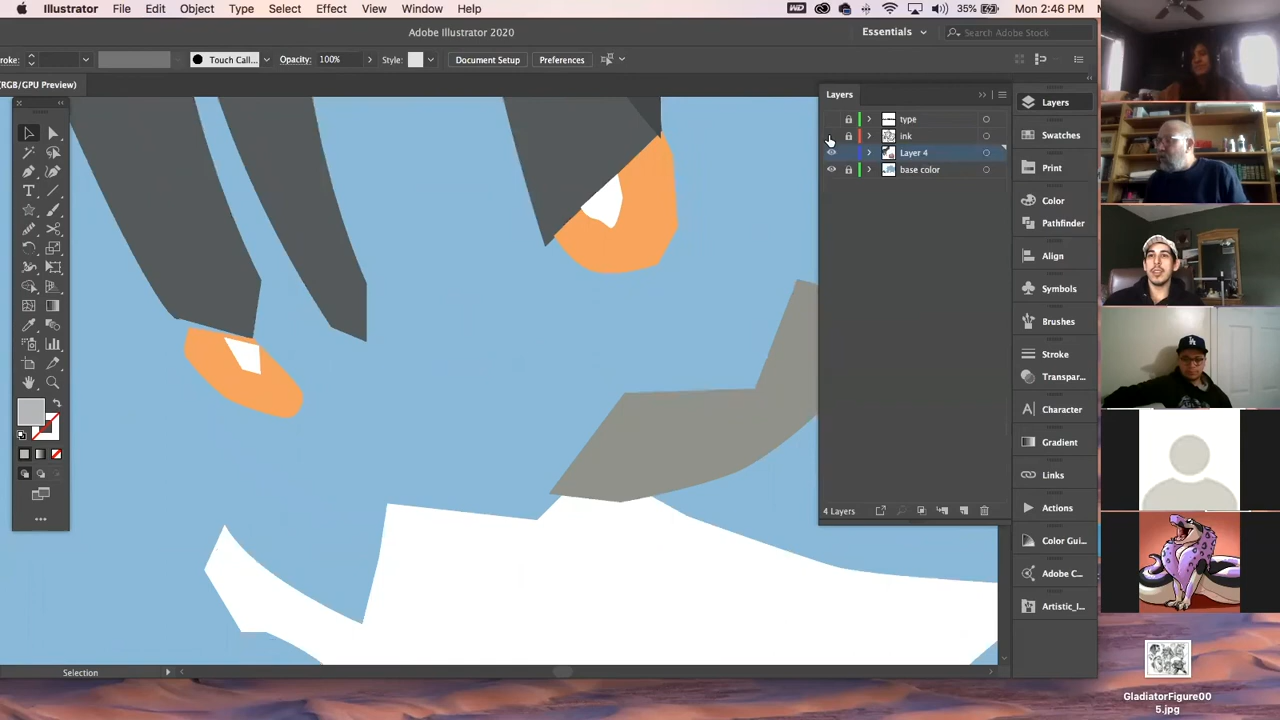 Illustrator File Edit Object Type Select Effect View Window Help 35% Mon 2:46 PM
Adobe Illustrator 2020 Essentials Search Adobe Stock
roke: Touch Call... Opacity: 100% Style: Document Setup Preferences
(RGB/GPU Preview)
Layers
type
ink
Layer 4
base color
4 Layers
Layers
Swatches
Print
Color
Pathfinder
Align
Symbols
Brushes
Stroke
Transpar...
Character
Gradient
Links
Actions
Color Gui...
Adobe C...
Artistic_I...
Selection
GladiatorFigure00
5.jpg
LA